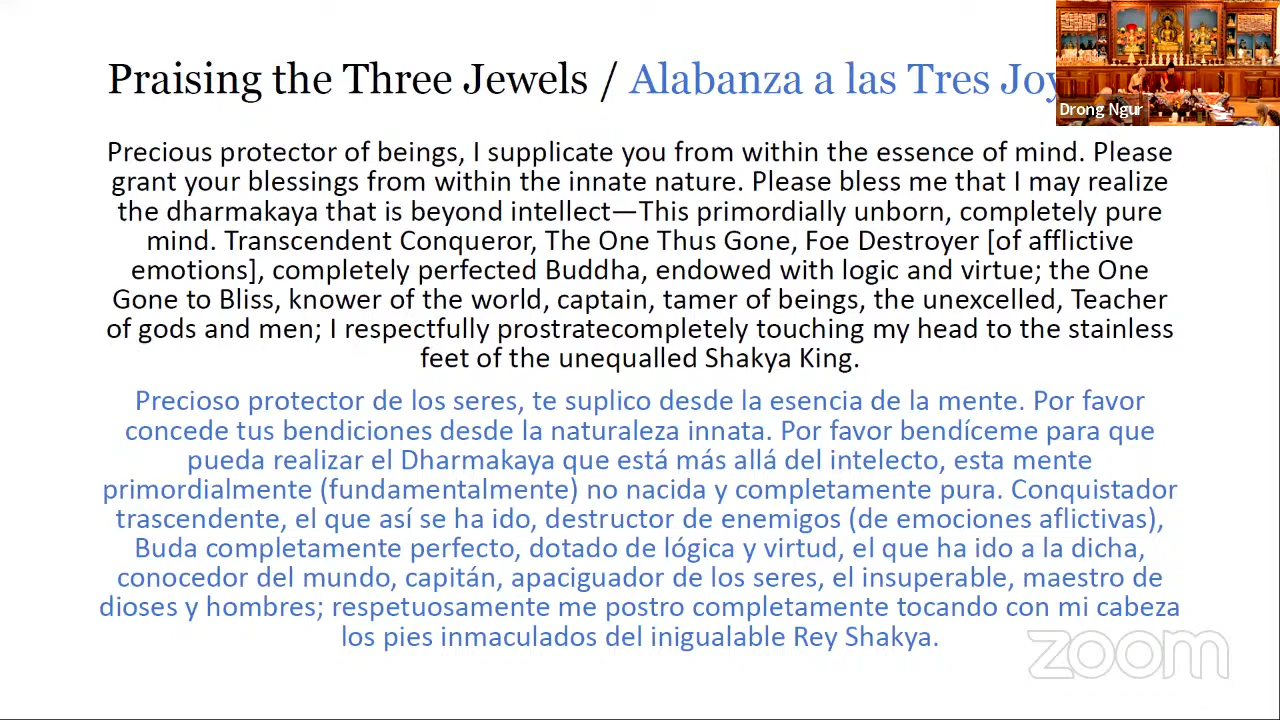 Praising the Three Jewels / Alabanza a las Tres
Drong Ngur
Precious protector of beings, I supplicate you from within the essence of mind. Please
grant your blessings from within the innate nature. Please bless me that I may realize
the dharmakaya that is beyond intellect—This primordially unborn, completely pure
mind. Transcendent Conqueror, The One Thus Gone, Foe Destroyer [of afflictive
emotions], completely perfected Buddha, endowed with logic and virtue; the One
Gone to Bliss, knower of the world, captain, tamer of beings, the unexcelled, Teacher
of gods and men; I respectfully prostratecompletely touching my head to the stainless
feet of the unequalled Shakya King.
Precioso protector de los seres, te suplico desde la esencia de la mente. Por favor
concede tus bendiciones desde la naturaleza innata. Por favor bendíceme para que
pueda realizar el Dharmakaya que está más allá del intelecto, esta mente
primordialmente (fundamentalmente) no nacida y completamente pura. Conquistador
trascendente, el que así se ha ido, destructor de enemigos (de emociones aflictivas),
Buda completamente perfecto, dotado de lógica y virtud, el que ha ido a la dicha,
conocedor del mundo, capitán, apaciguador de los seres, el insuperable, maestro de
dioses y hombres; respetuosamente me postro completamente tocando con mi cabeza
los pies inmaculados del inigualable Rey Shakya.
zoom